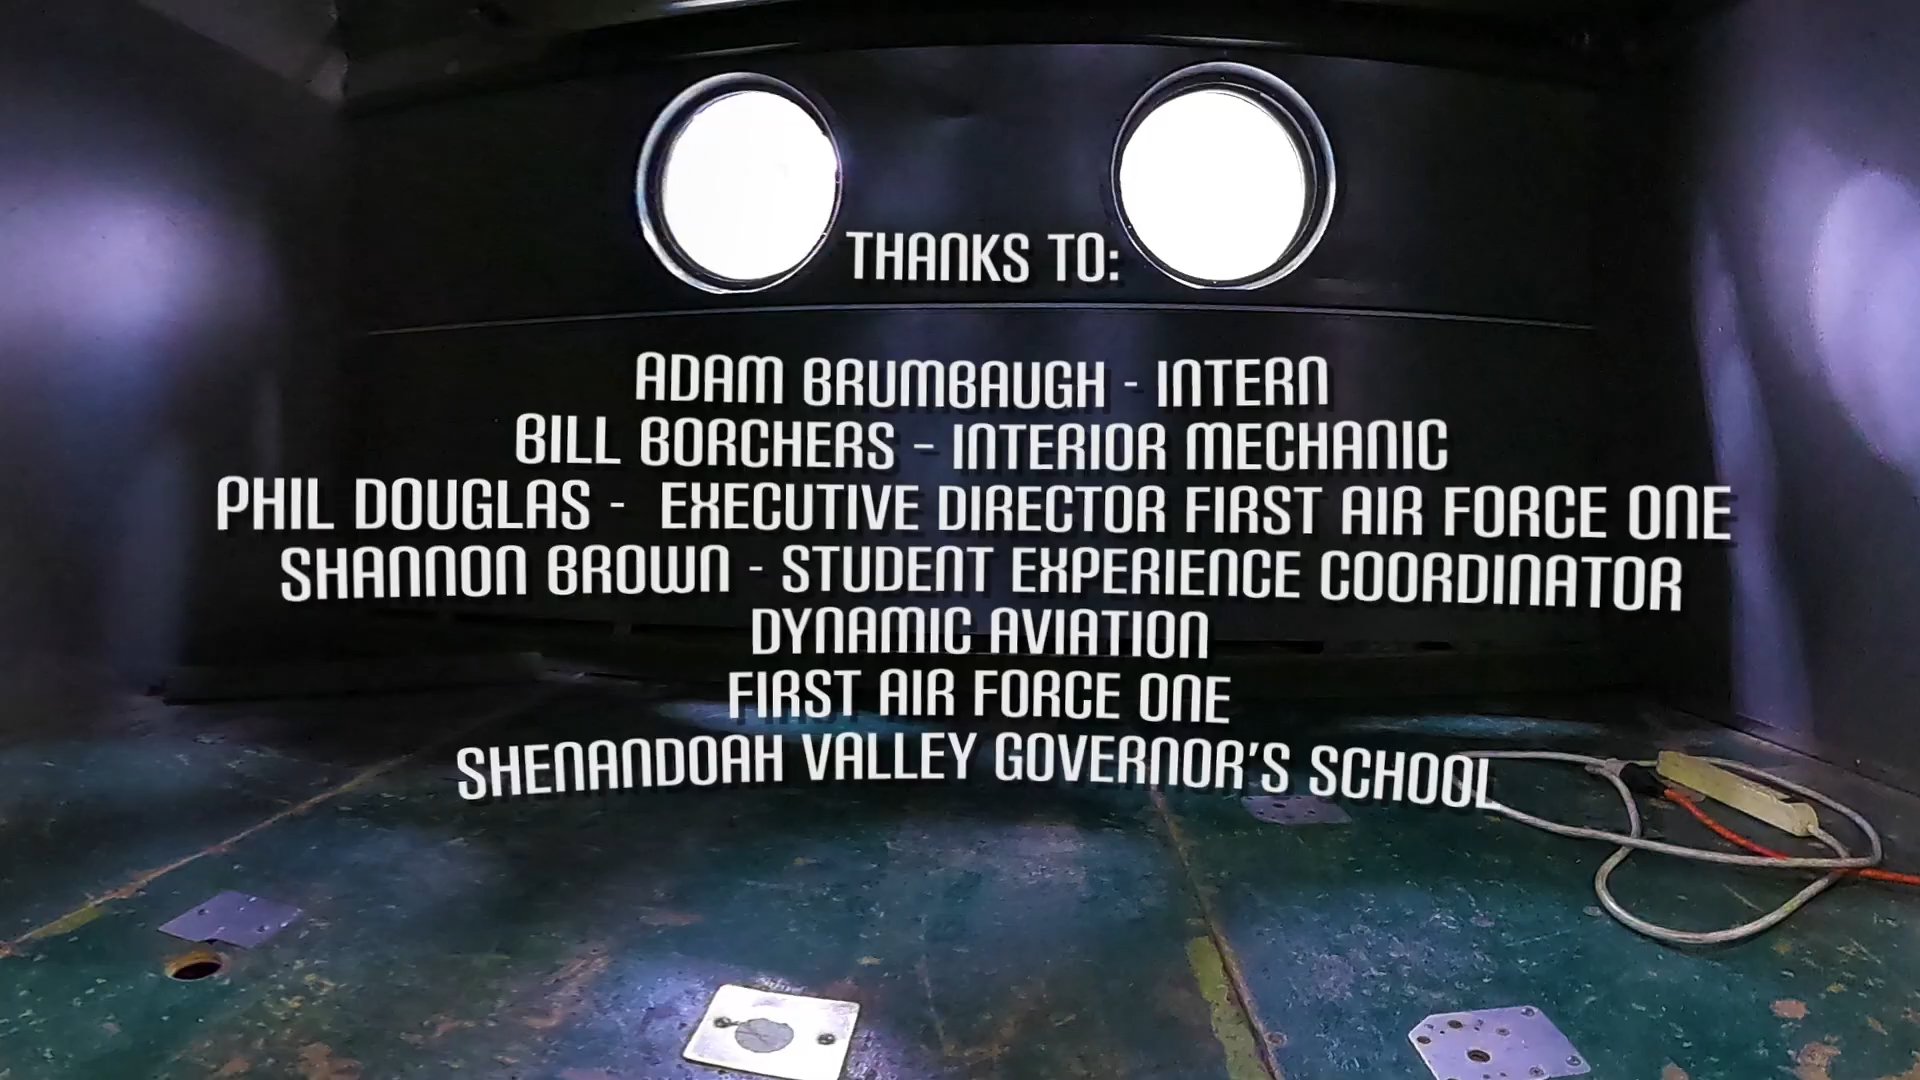 THANKS TO:
ADAM BRUMBAUGH - INTERN
BILL BORCHERS - INTERIOR MECHANIC
PHIL DOUGLAS - EXECUTIVE DIRECTOR FIRST AIR FORCE ONE
SHANNON BROWN - STUDENT EXPERIENCE COORDINATOR
DYNAMIC AVIATION
FIRST AIR FORCE ONE
SHENANDOAH VALLEY GOVERNOR'S SCHOOL